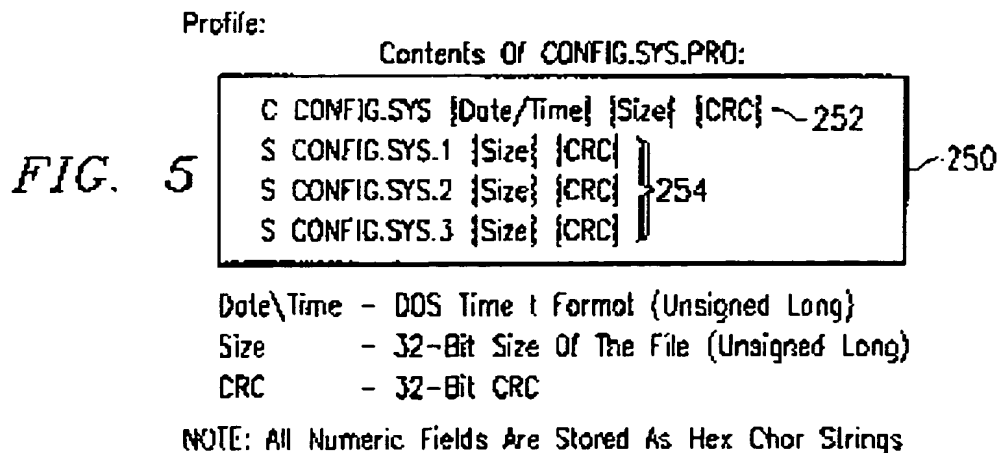 Profile:
Contents Of CONFIG.SYS.PRO:
C CONFIG.SYS {Date/Time} {Size} {CRC} 252
S CONFIG.SYS.1 {Size} {CRC}
S CONFIG.SYS.2 {Size} {CRC} 254
S CONFIG.SYS.3 {Size} {CRC}
250
FIG. 5
Date\Time - DOS Time t Format (Unsigned Long)
Size - 32-Bit Size Of The File (Unsigned Long)
CRC - 32-Bit CRC
NOTE: All Numeric Fields Are Stored As Hex Char Strings